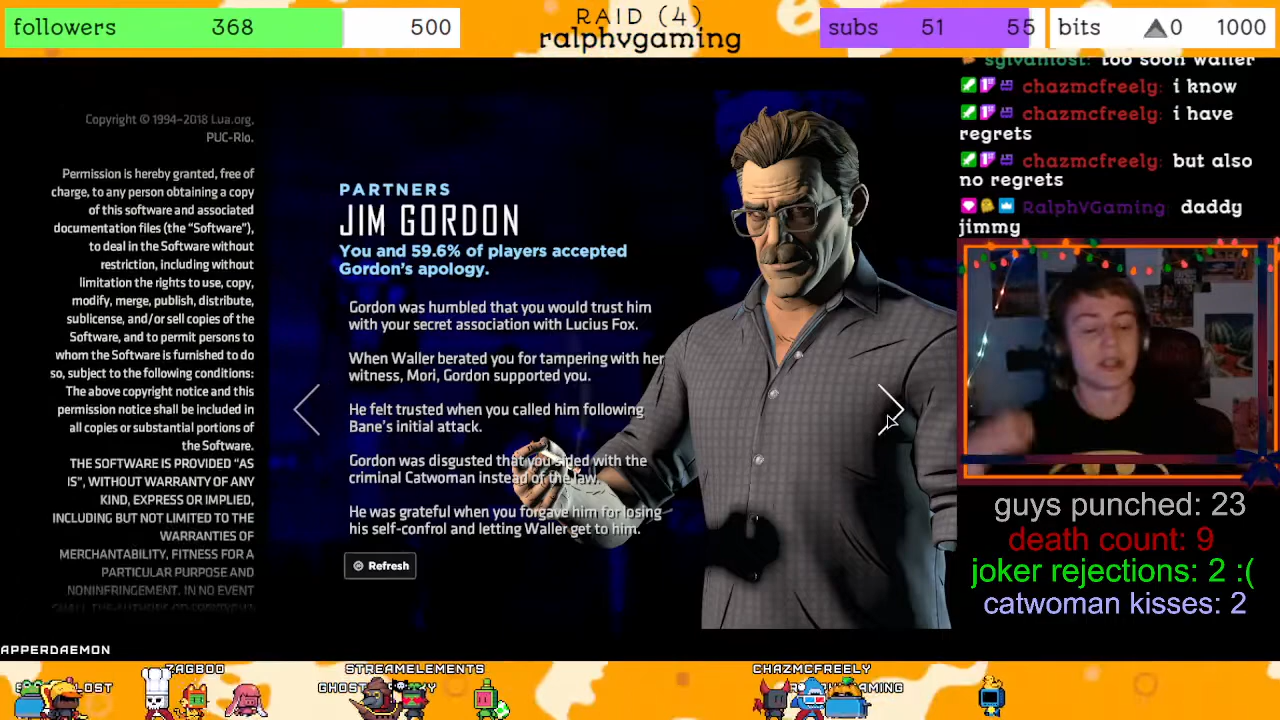 followers 368 500
RAID (4)
ralphvgaming
subs 51 55
bits 0 1000
sylvanlost: too soon waller
chazmcfreely: i know
chazmcfreely: i have
regrets
chazmcfreely: but also
no regrets
RalphVGaming daddy
jimmy
Copyright © 1994–2018 Lua.org,
PUC-Rio.
Permission is hereby granted, free of
charge, to any person obtaining a copy
of this software and associated
documentation files (the "Software"),
to deal in the Software without
restriction, including without
limitation the rights to use, copy,
modify, merge, publish, distribute,
sublicense, and/or sell copies of the
Software, and to permit persons to
whom the Software is furnished to do
so, subject to the following conditions:
The above copyright notice and this
permission notice shall be included in
all copies or substantial portions of
the Software.
THE SOFTWARE IS PROVIDED "AS
IS", WITHOUT WARRANTY OF ANY
KIND, EXPRESS OR IMPLIED,
INCLUDING BUT NOT LIMITED TO THE
WARRANTIES OF
MERCHANTABILITY, FITNESS FOR A
PARTICULAR PURPOSE AND
NONINFRINGEMENT. IN NO EVENT
PARTNERS
JIM GORDON
You and 59.6% of players accepted
Gordon's apology.
Gordon was humbled that you would trust him
with your secret association with Lucius Fox.
When Waller berated you for tampering with her
witness, Mori, Gordon supported you.
He felt trusted when you called him following
Bane's initial attack.
Gordon was disgusted that you sided with the
criminal Catwoman instead of the law.
He was grateful when you forgave him for losing
his self-control and letting Waller get to him.
Refresh
guys punched: 23
death count: 9
joker rejections: 2 :(
catwoman kisses: 2
APPERDAEMON
ZAGBOO
STREAMELEMENTS
CHAZMCFREELY
LOST
GHOST
GAMING